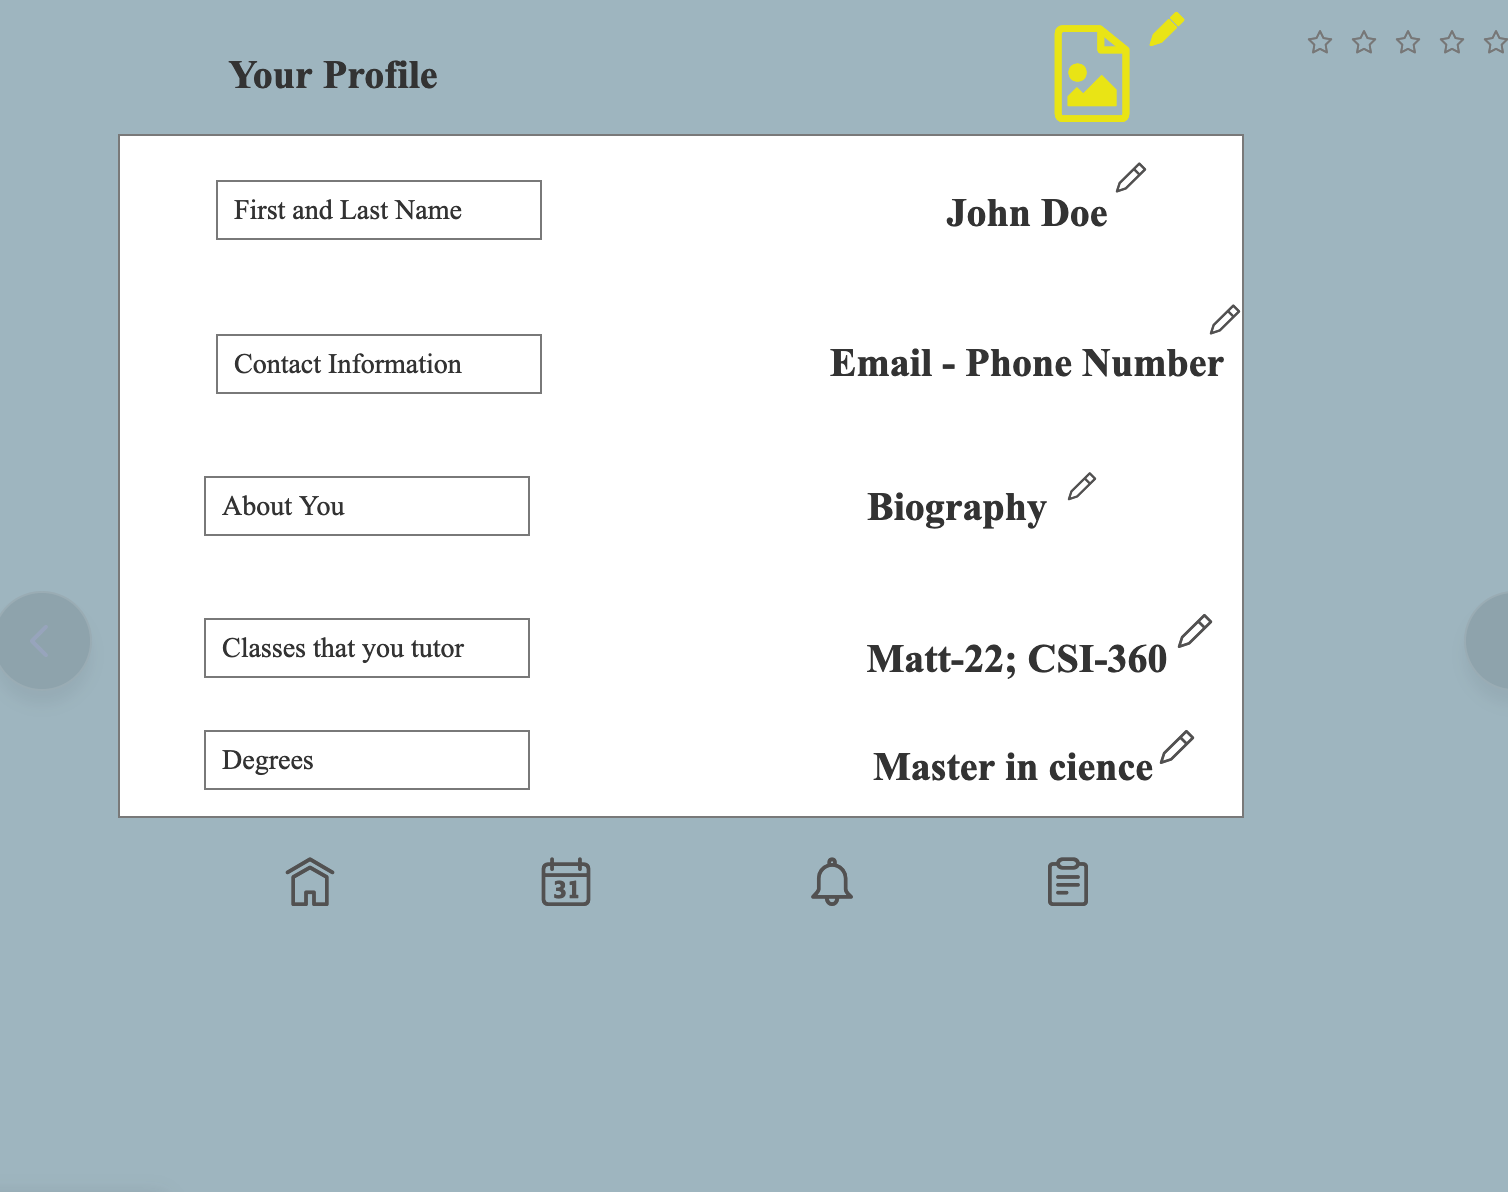 Your Profile
First and Last Name
John Doe
Contact Information
Email - Phone Number
About You
Biography
Classes that you tutor
Matt-22; CSI-360
Degrees
Master in cience
31